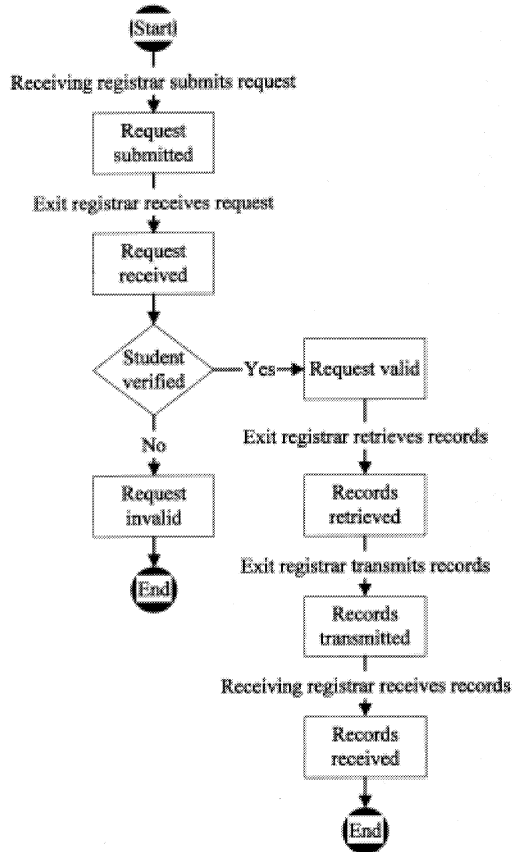 Start
Receiving registrar submits request
Request
submitted
Exit registrar receives request
Request
received
Student
verified
Yes
Request valid
No
Exit registrar retrieves records
Request
invalid
Records
retrieved
End
Exit registrar transmits records
Records
transmitted
Receiving registrar receives records
Records
received
End